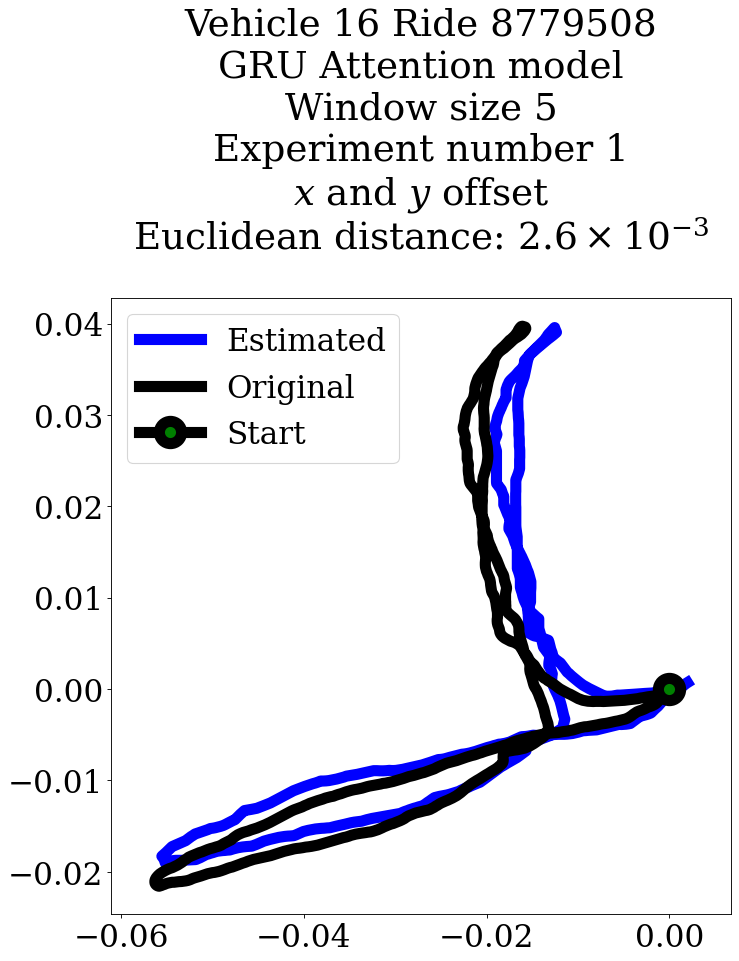 Vehicle 16 Ride 8779508
GRU Attention model
Window size 5
Experiment number 1
x and y offset
Euclidean distance: 2.6 × 10⁻³
Estimated
Original
Start
0.04
0.03
0.02
0.01
0.00
−0.01
−0.02
−0.06 −0.04 −0.02 0.00